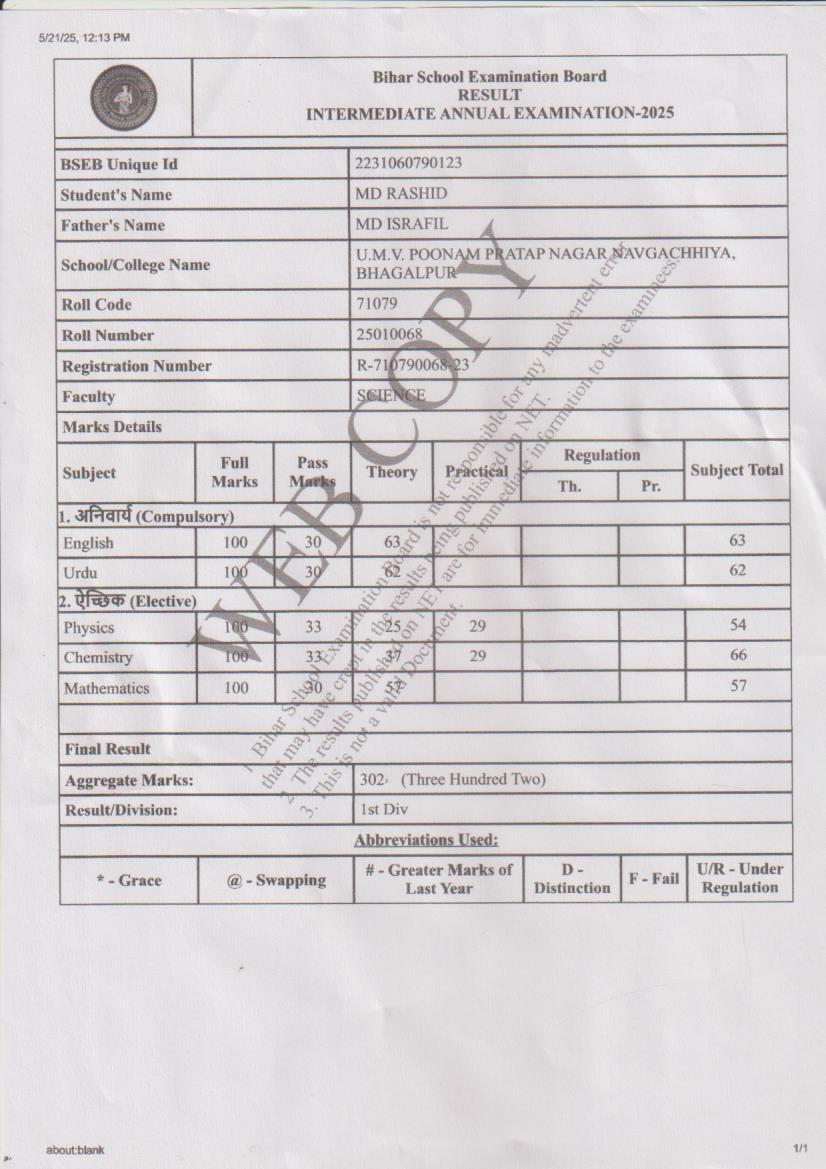 5/21/25, 12:13 PM
Bihar School Examination Board
RESULT
INTERMEDIATE ANNUAL EXAMINATION-2025
BSEB Unique Id 2231060790123
Student's Name MD RASHID
Father's Name MD ISRAFIL
School/College Name U.M.V. POONAM PRATAP NAGAR NAVGACHHIYA,
BHAGALPUR
Roll Code 71079
Roll Number 25010068
Registration Number R-710790068-23
Faculty SCIENCE
Marks Details
Subject Full Marks Pass Marks Theory Practical Regulation Subject Total
Th. Pr.
1. अनिवार्य (Compulsory)
English 100 30 63 63
Urdu 100 30 62 62
2. ऐच्छिक (Elective)
Physics 100 33 25 29 54
Chemistry 100 33 37 29 66
Mathematics 100 30 57 57
Final Result
Aggregate Marks: 302 (Three Hundred Two)
Result/Division: 1st Div
Abbreviations Used:
* - Grace @ - Swapping # - Greater Marks of Last Year D - Distinction F - Fail U/R - Under Regulation
WEB COPY
1. Bihar School Examination Board is not responsible for any inadvertent error
that may have crept in the results being published on NET.
2. The results published on NET are for immediate information to the examinees.
3. This is not a valid Document.
about:blank 1/1